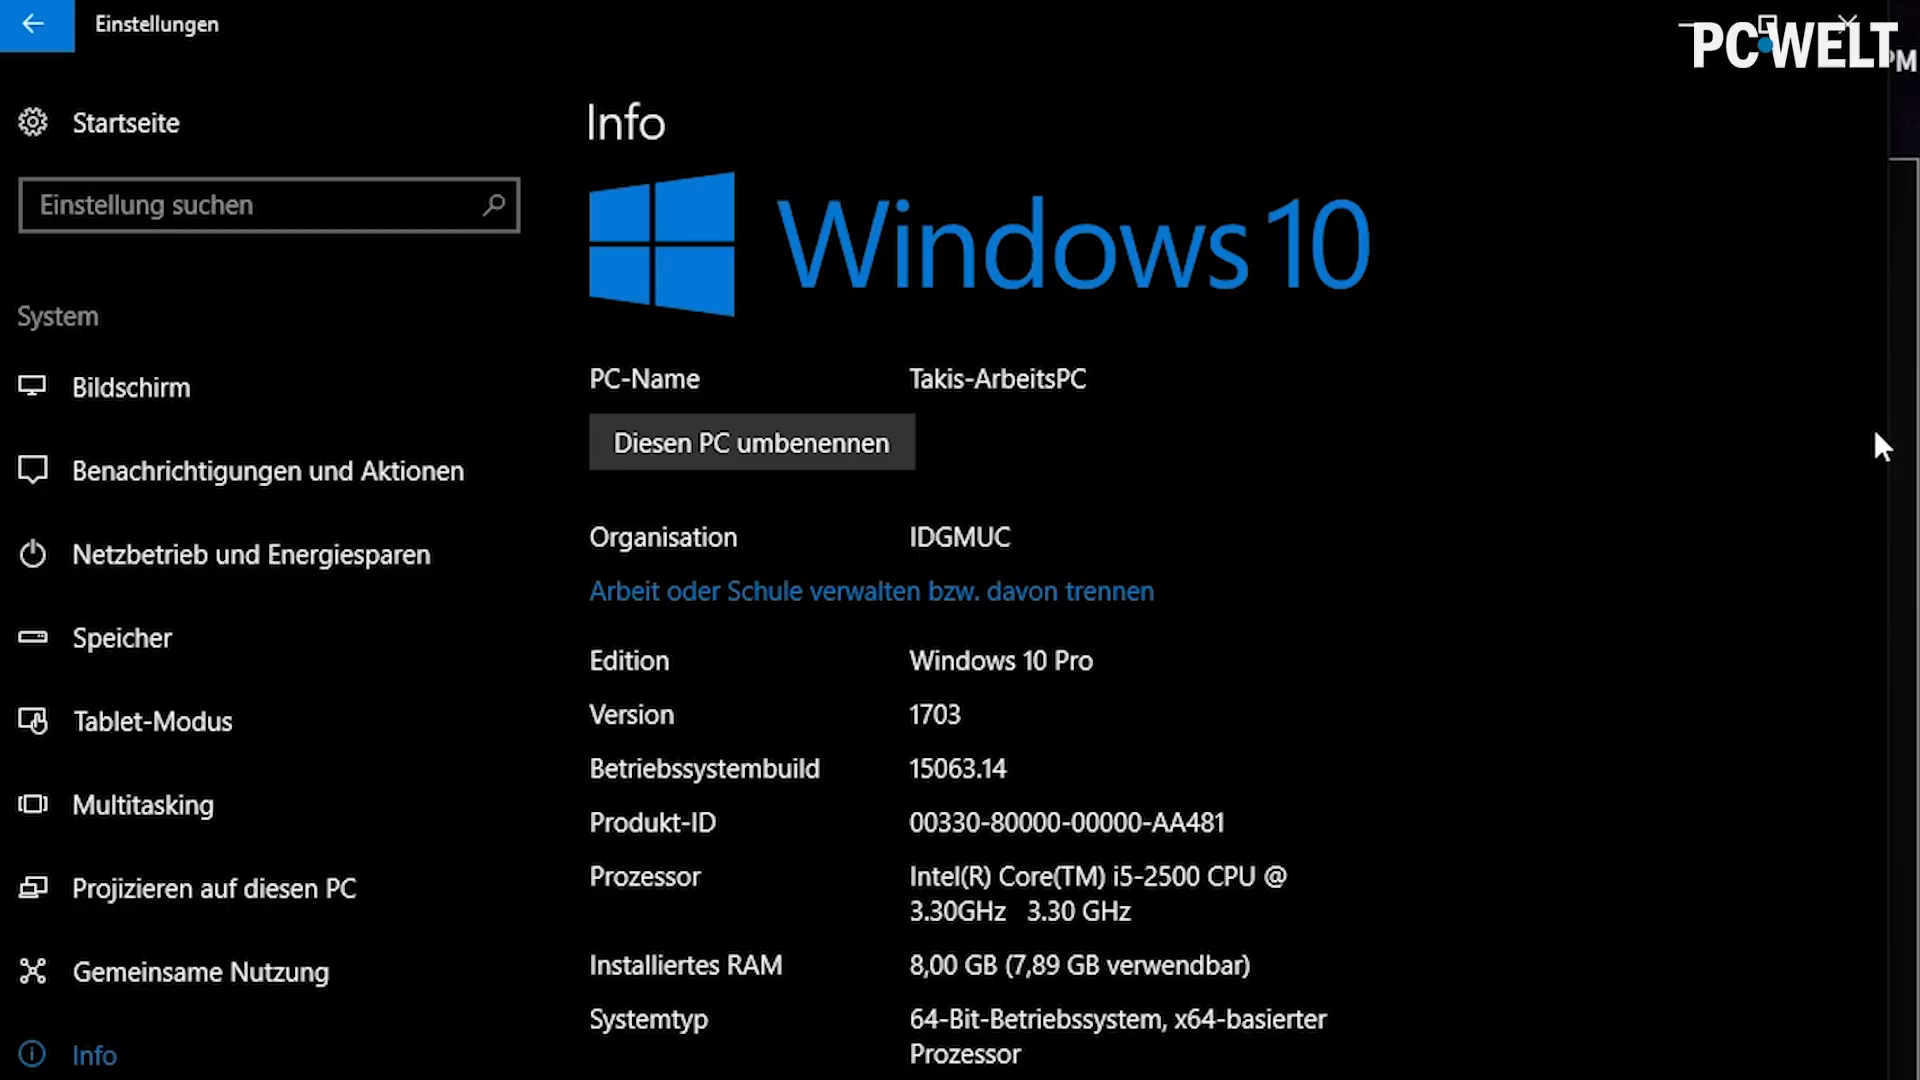 Einstellungen
PC WELT
PM
Startseite
Einstellung suchen
System
Bildschirm
Benachrichtigungen und Aktionen
Netzbetrieb und Energiesparen
Speicher
Tablet-Modus
Multitasking
Projizieren auf diesen PC
Gemeinsame Nutzung
Info
Info
Windows 10
PC-Name Takis-ArbeitsPC
Diesen PC umbenennen
Organisation IDGMUC
Arbeit oder Schule verwalten bzw. davon trennen
Edition Windows 10 Pro
Version 1703
Betriebssystembuild 15063.14
Produkt-ID 00330-80000-00000-AA481
Prozessor Intel(R) Core(TM) i5-2500 CPU @
3.30GHz 3.30 GHz
Installiertes RAM 8,00 GB (7,89 GB verwendbar)
Systemtyp 64-Bit-Betriebssystem, x64-basierter
Prozessor